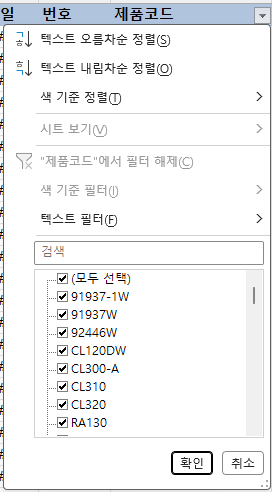 일 번호 제품코드
텍스트 오름차순 정렬(S)
텍스트 내림차순 정렬(O)
색 기준 정렬(T)
시트 보기(V)
"제품코드"에서 필터 해제(C)
색 기준 필터(I)
텍스트 필터(F)
검색
(모두 선택)
91937-1W
91937W
92446W
CL120DW
CL300-A
CL310
CL320
RA130
확인 취소